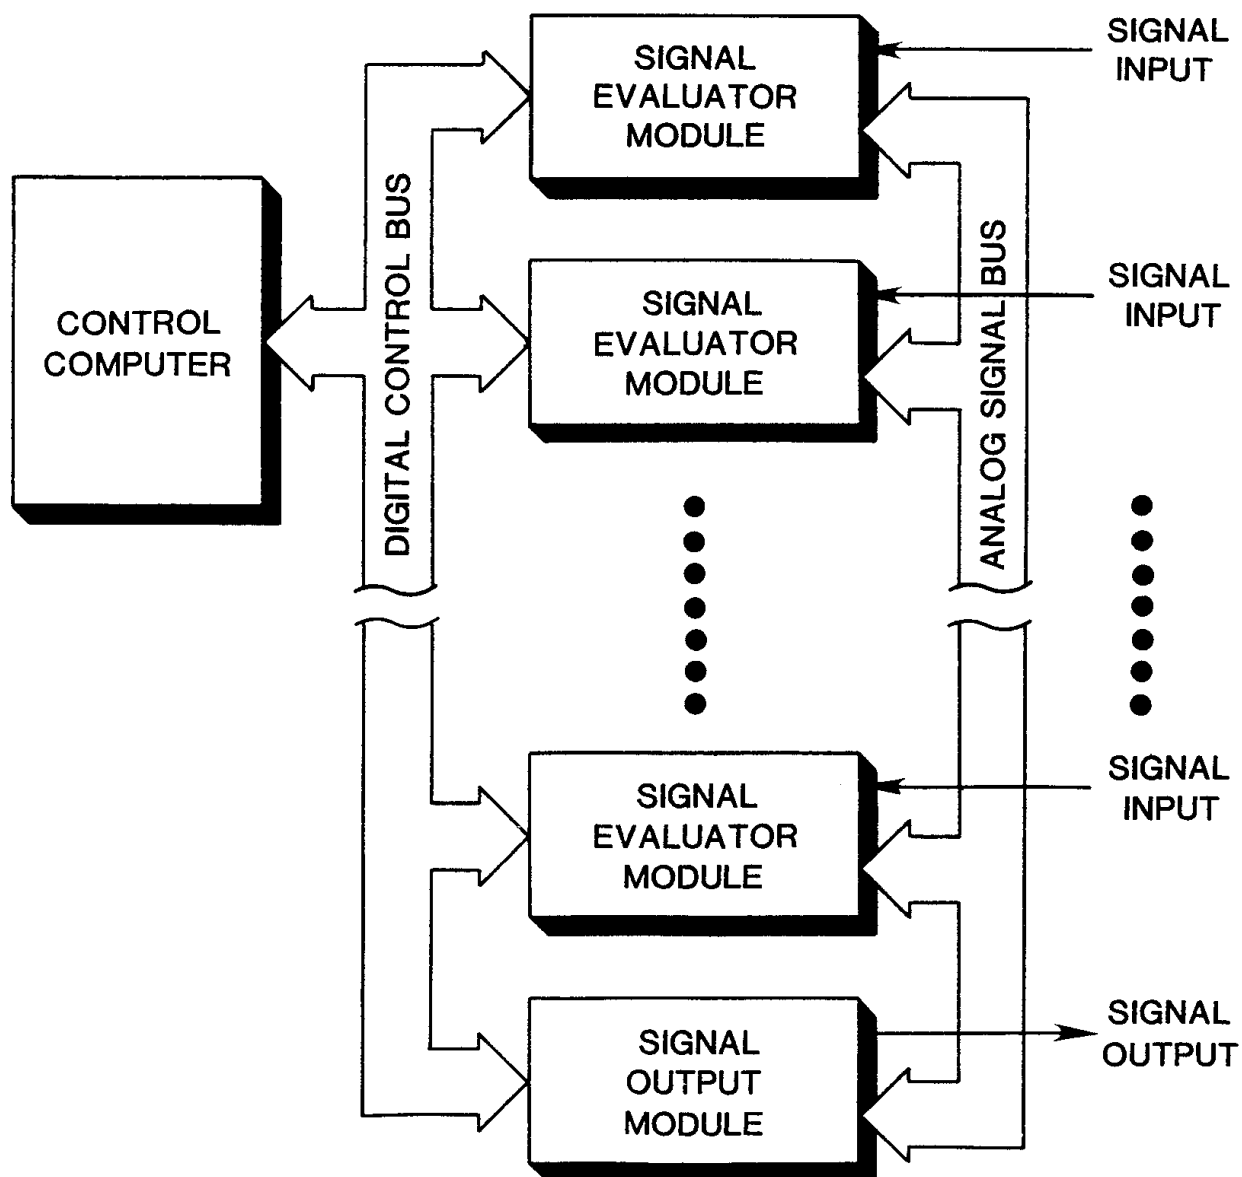 SIGNAL
EVALUATOR
MODULE
SIGNAL
INPUT
CONTROL
COMPUTER
DIGITAL CONTROL BUS
SIGNAL
EVALUATOR
MODULE
ANALOG SIGNAL BUS
SIGNAL
INPUT
SIGNAL
EVALUATOR
MODULE
SIGNAL
INPUT
SIGNAL
OUTPUT
MODULE
SIGNAL
OUTPUT